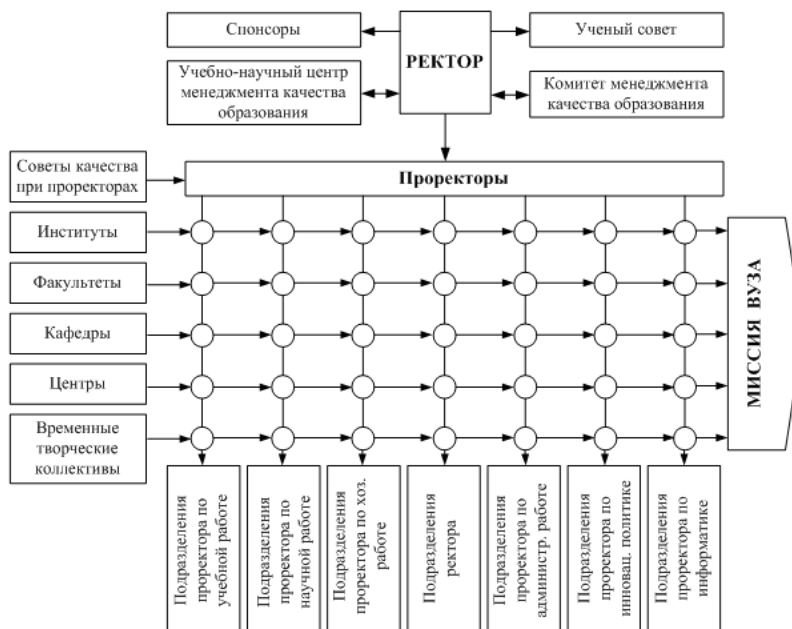 Спонсоры
РЕКТОР
Ученый совет
Учебно-научный центр
менеджмента качества
образования
Комитет менеджмента
качества образования
Советы качества
при проректорах
Проректоры
Институты
Факультеты
Кафедры
Центры
Временные
творческие
коллективы
МИССИЯ ВУЗА
Подразделения
проректора по
учебной работе
Подразделения
проректора по
научной работе
Подразделения
проректора по хоз.
работе
Подразделения
ректора
Подразделения
проректора по
администр. работе
Подразделения
проректора по
инновац. политике
Подразделения
проректора по
информатике